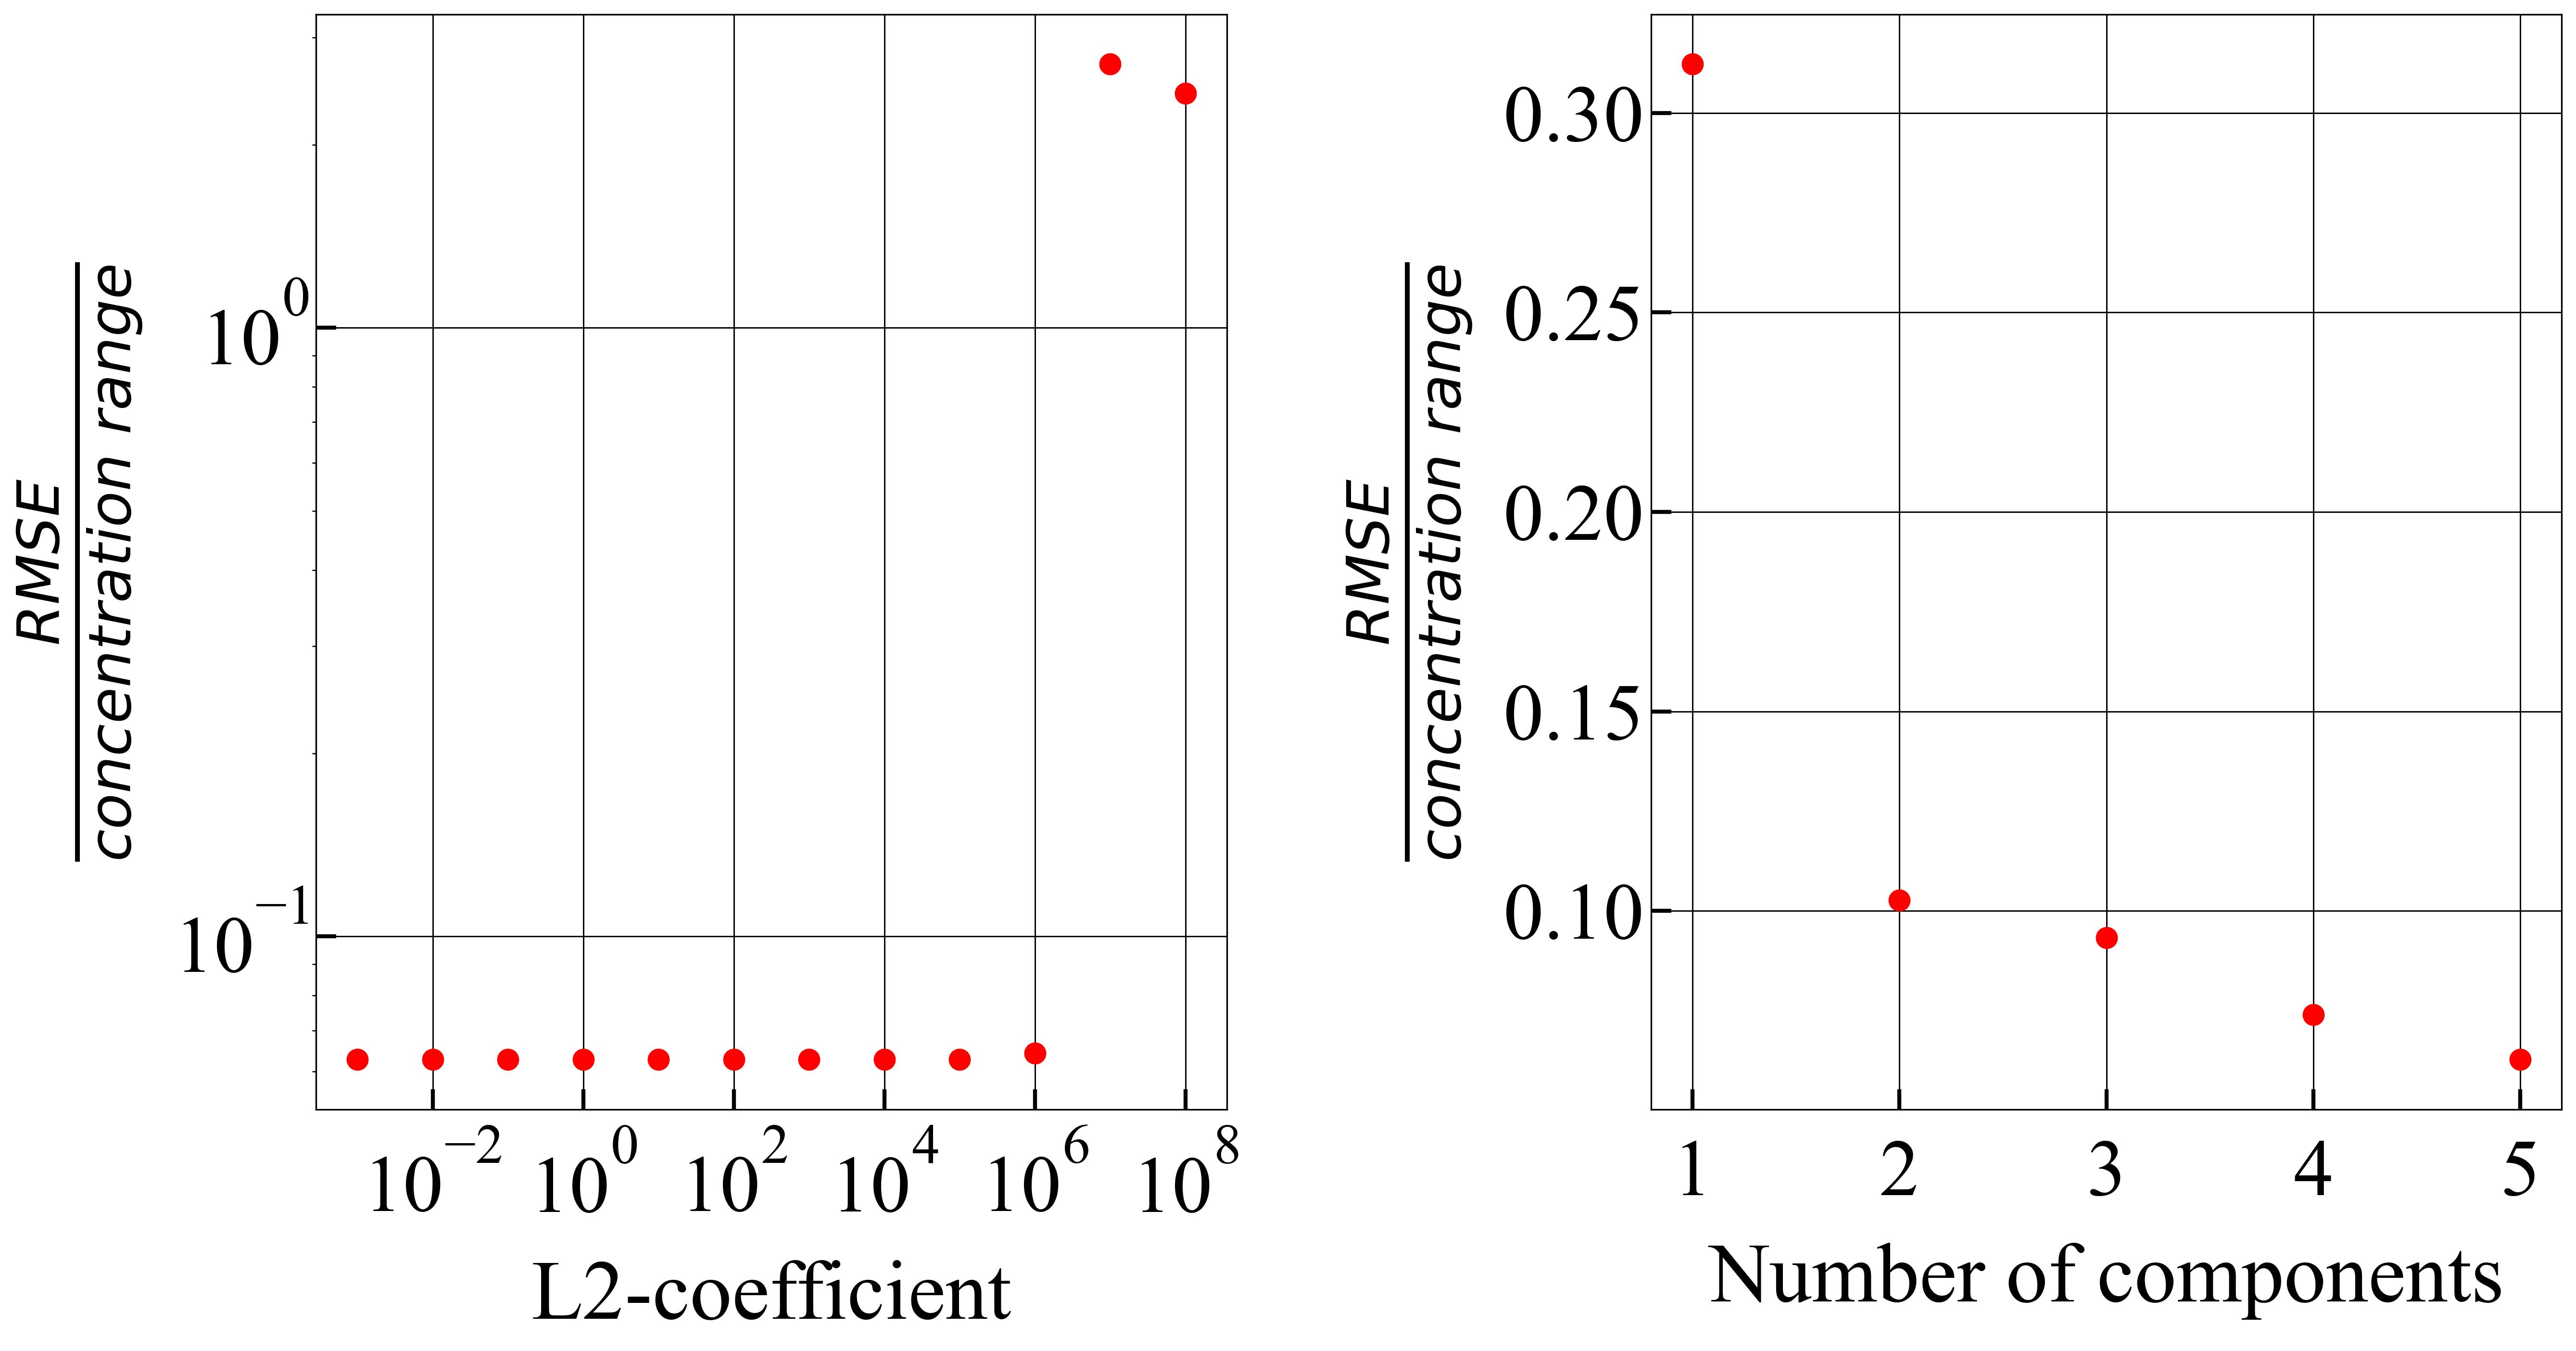 RMSE
concentration range
10^0
10^−1
10^−2 10^0 10^2 10^4 10^6 10^8
L2-coefficient
RMSE
concentration range
0.30
0.25
0.20
0.15
0.10
1 2 3 4 5
Number of components